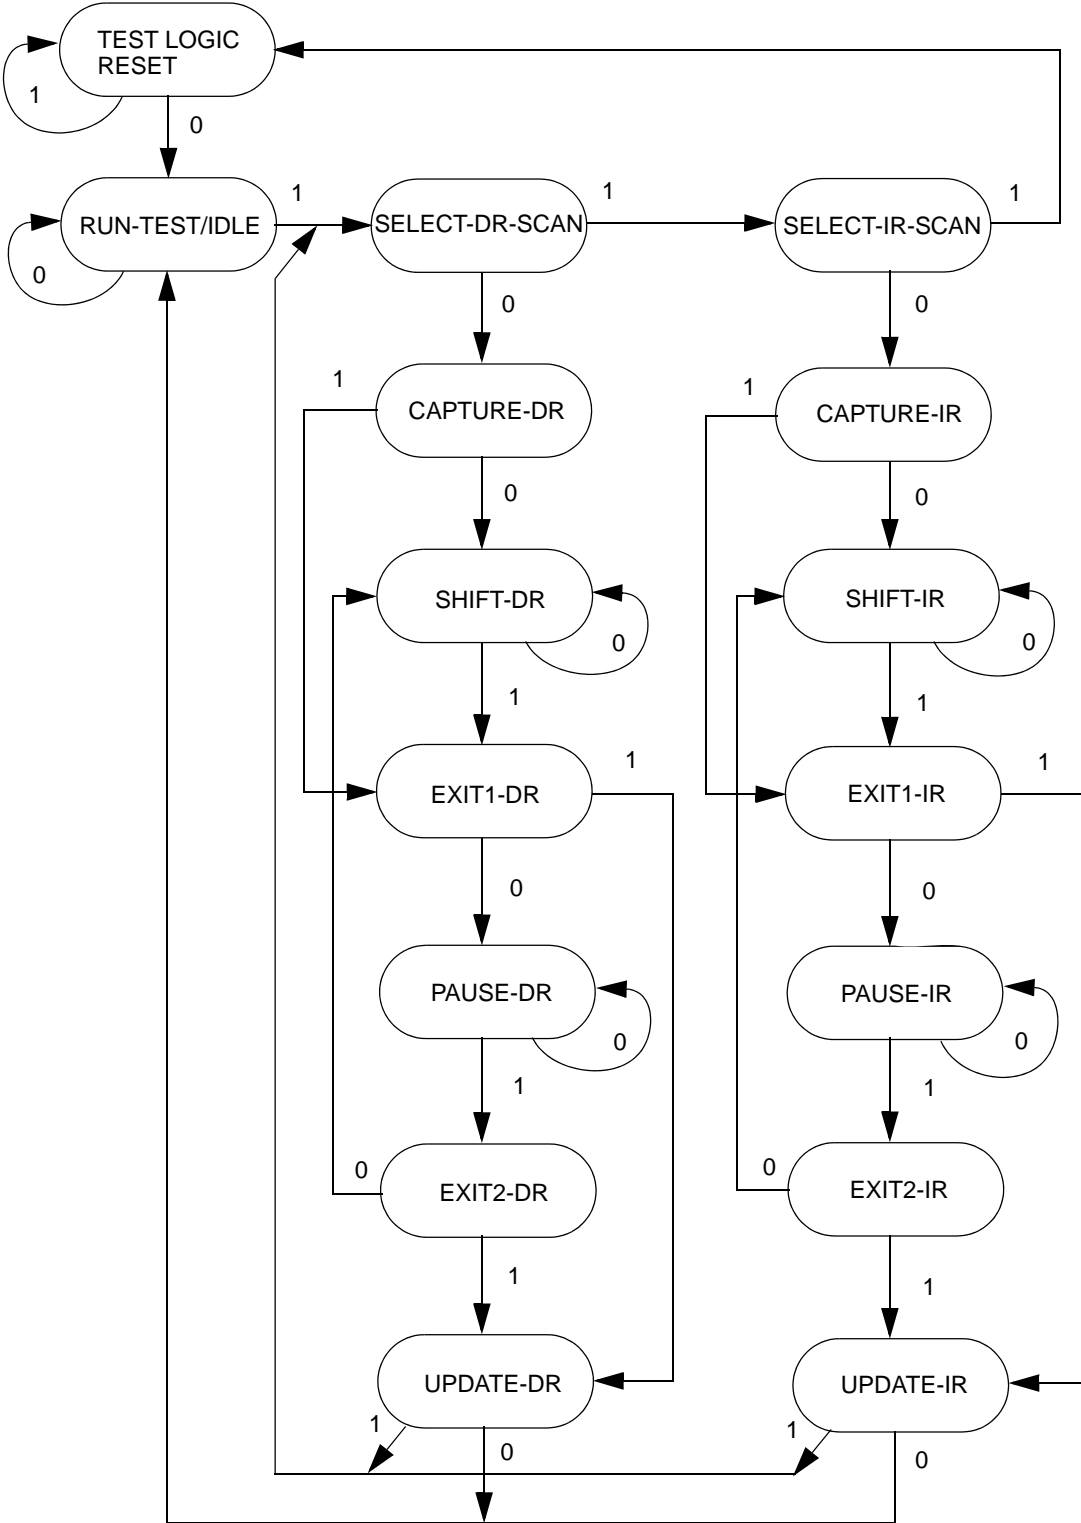 TEST LOGIC
RESET
1
0
RUN-TEST/IDLE
0
1
SELECT-DR-SCAN
1
SELECT-IR-SCAN
1
0
0
1
CAPTURE-DR
1
CAPTURE-IR
0
0
SHIFT-DR
0
SHIFT-IR
0
1
1
EXIT1-DR
1
EXIT1-IR
1
0
0
PAUSE-DR
0
PAUSE-IR
0
1
1
0
EXIT2-DR
0
EXIT2-IR
1
1
UPDATE-DR
UPDATE-IR
1
0
1
0